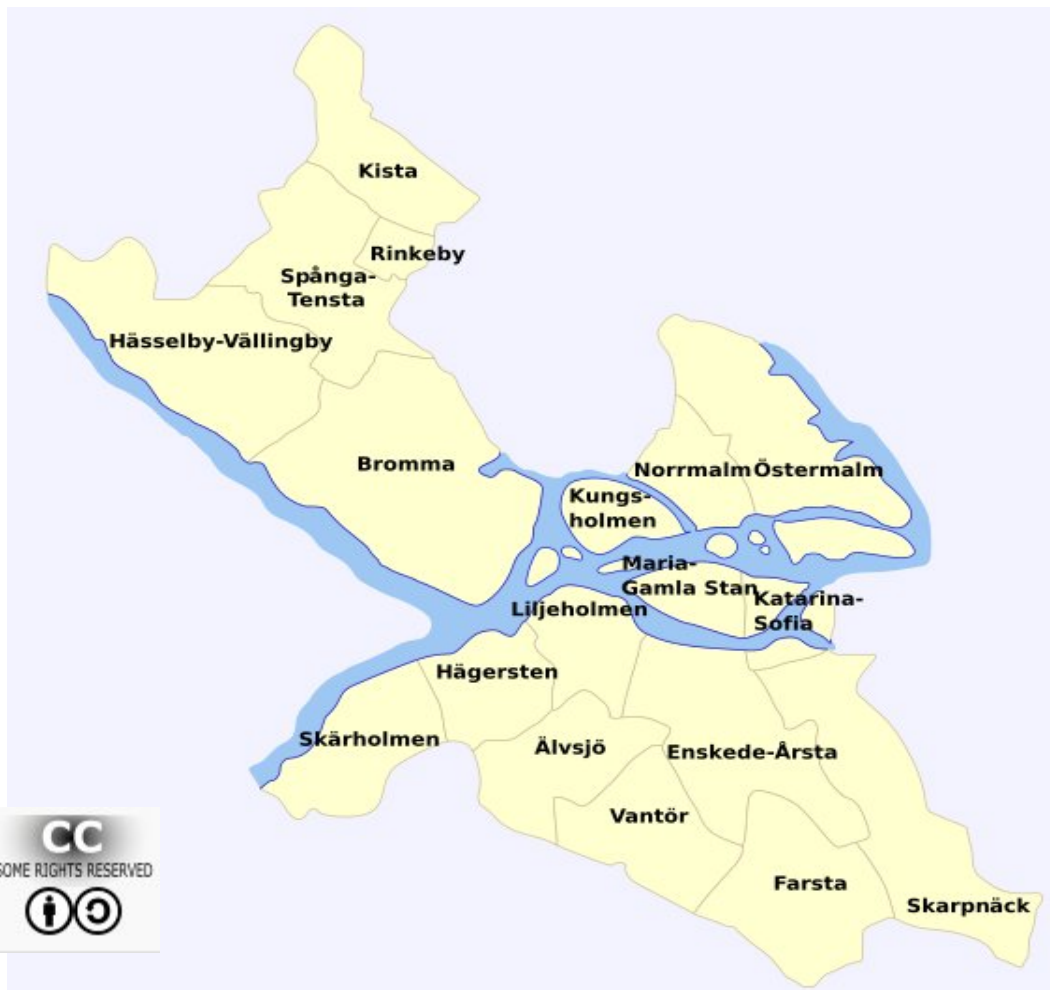 Kista
Rinkeby
Spånga-
Tensta
Hässelby-Vällingby
Bromma
Norrmalm
Östermalm
Kungs-
holmen
Maria-
Gamla Stan
Katarina-
Sofia
Liljeholmen
Hägersten
Skärholmen
Älvsjö
Enskede-Årsta
Vantör
Farsta
Skarpnäck
CC
SOME RIGHTS RESERVED